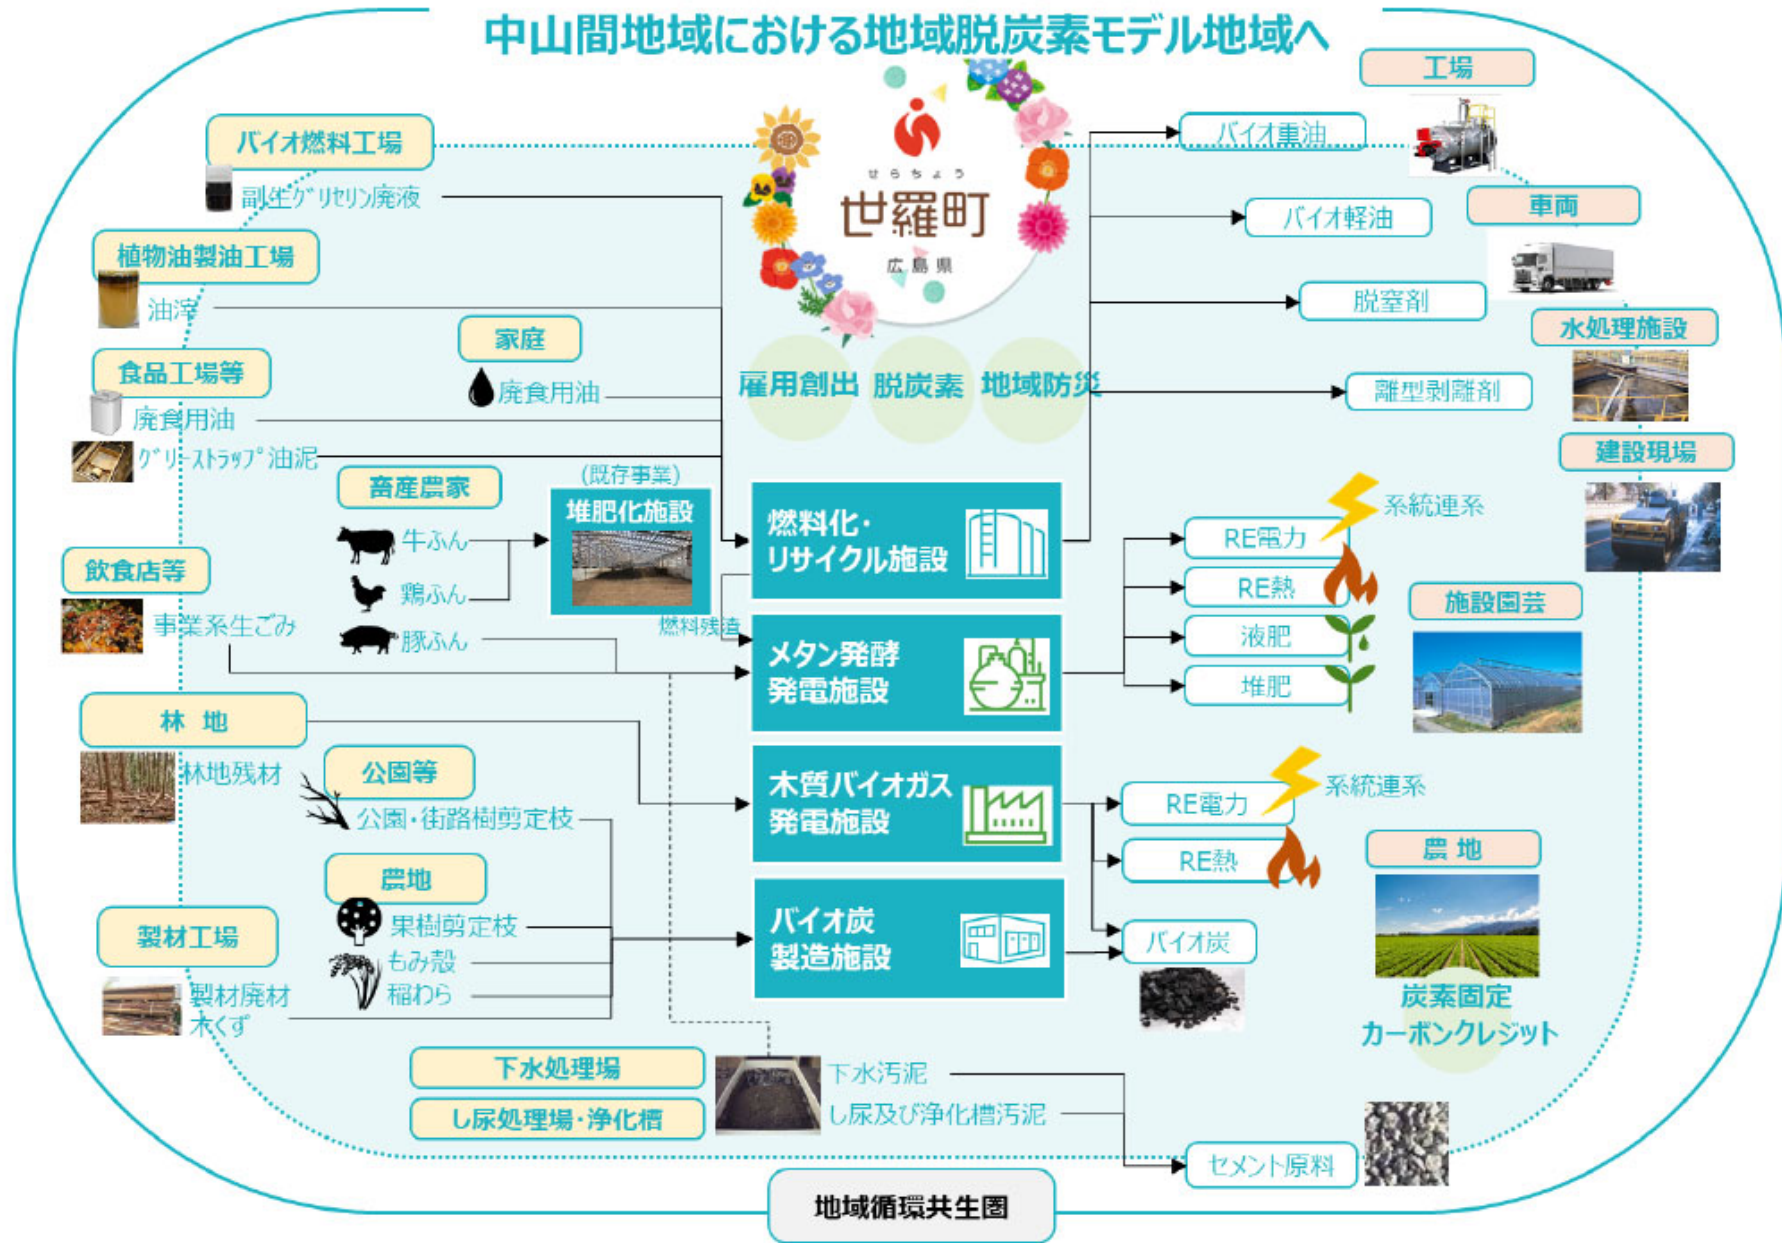 中山間地域における地域脱炭素モデル地域へ
せらちょう
世羅町
広島県
雇用創出
脱炭素
地域防災
バイオ燃料工場
副生グリセリン廃液
植物油製油工場
油滓
食品工場等
廃食用油
グリーストラップ油泥
家庭
廃食用油
畜産農家
牛ふん
鶏ふん
豚ふん
(既存事業)
堆肥化施設
飲食店等
事業系生ごみ
燃料残渣
林 地
林地残材
公園等
公園・街路樹剪定枝
農地
果樹剪定枝
もみ殻
稲わら
製材工場
製材廃材
木くず
下水処理場
し尿処理場・浄化槽
下水汚泥
し尿及び浄化槽汚泥
燃料化・
リサイクル施設
メタン発酵
発電施設
木質バイオガス
発電施設
バイオ炭
製造施設
工場
バイオ重油
車両
バイオ軽油
脱窒剤
水処理施設
離型剥離剤
建設現場
RE電力
系統連系
RE熱
液肥
堆肥
施設園芸
RE電力
系統連系
RE熱
バイオ炭
農 地
炭素固定
カーボンクレジット
セメント原料
地域循環共生圏